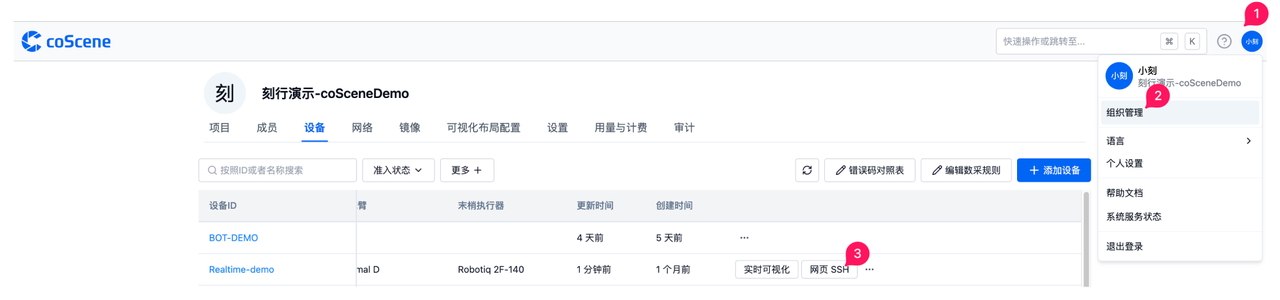 1
coScene
快速操作或跳转至...
⌘
K
小刻
刻
刻行演示-coSceneDemo
小刻
小刻
刻行演示-coSceneDemo
2
组织管理
语言
个人设置
帮助文档
系统服务状态
退出登录
项目 成员 设备 网络 镜像 可视化布局配置 设置 用量与计费 审计
按照ID或者名称搜索 准入状态 更多 + 错误码对照表 编辑数采规则 + 添加设备
设备ID 臂 末梢执行器 更新时间 创建时间
BOT-DEMO 4 天前 5 天前 ...
3
Realtime-demo mal D Robotiq 2F-140 1 分钟前 1 个月前 实时可视化 网页 SSH ...